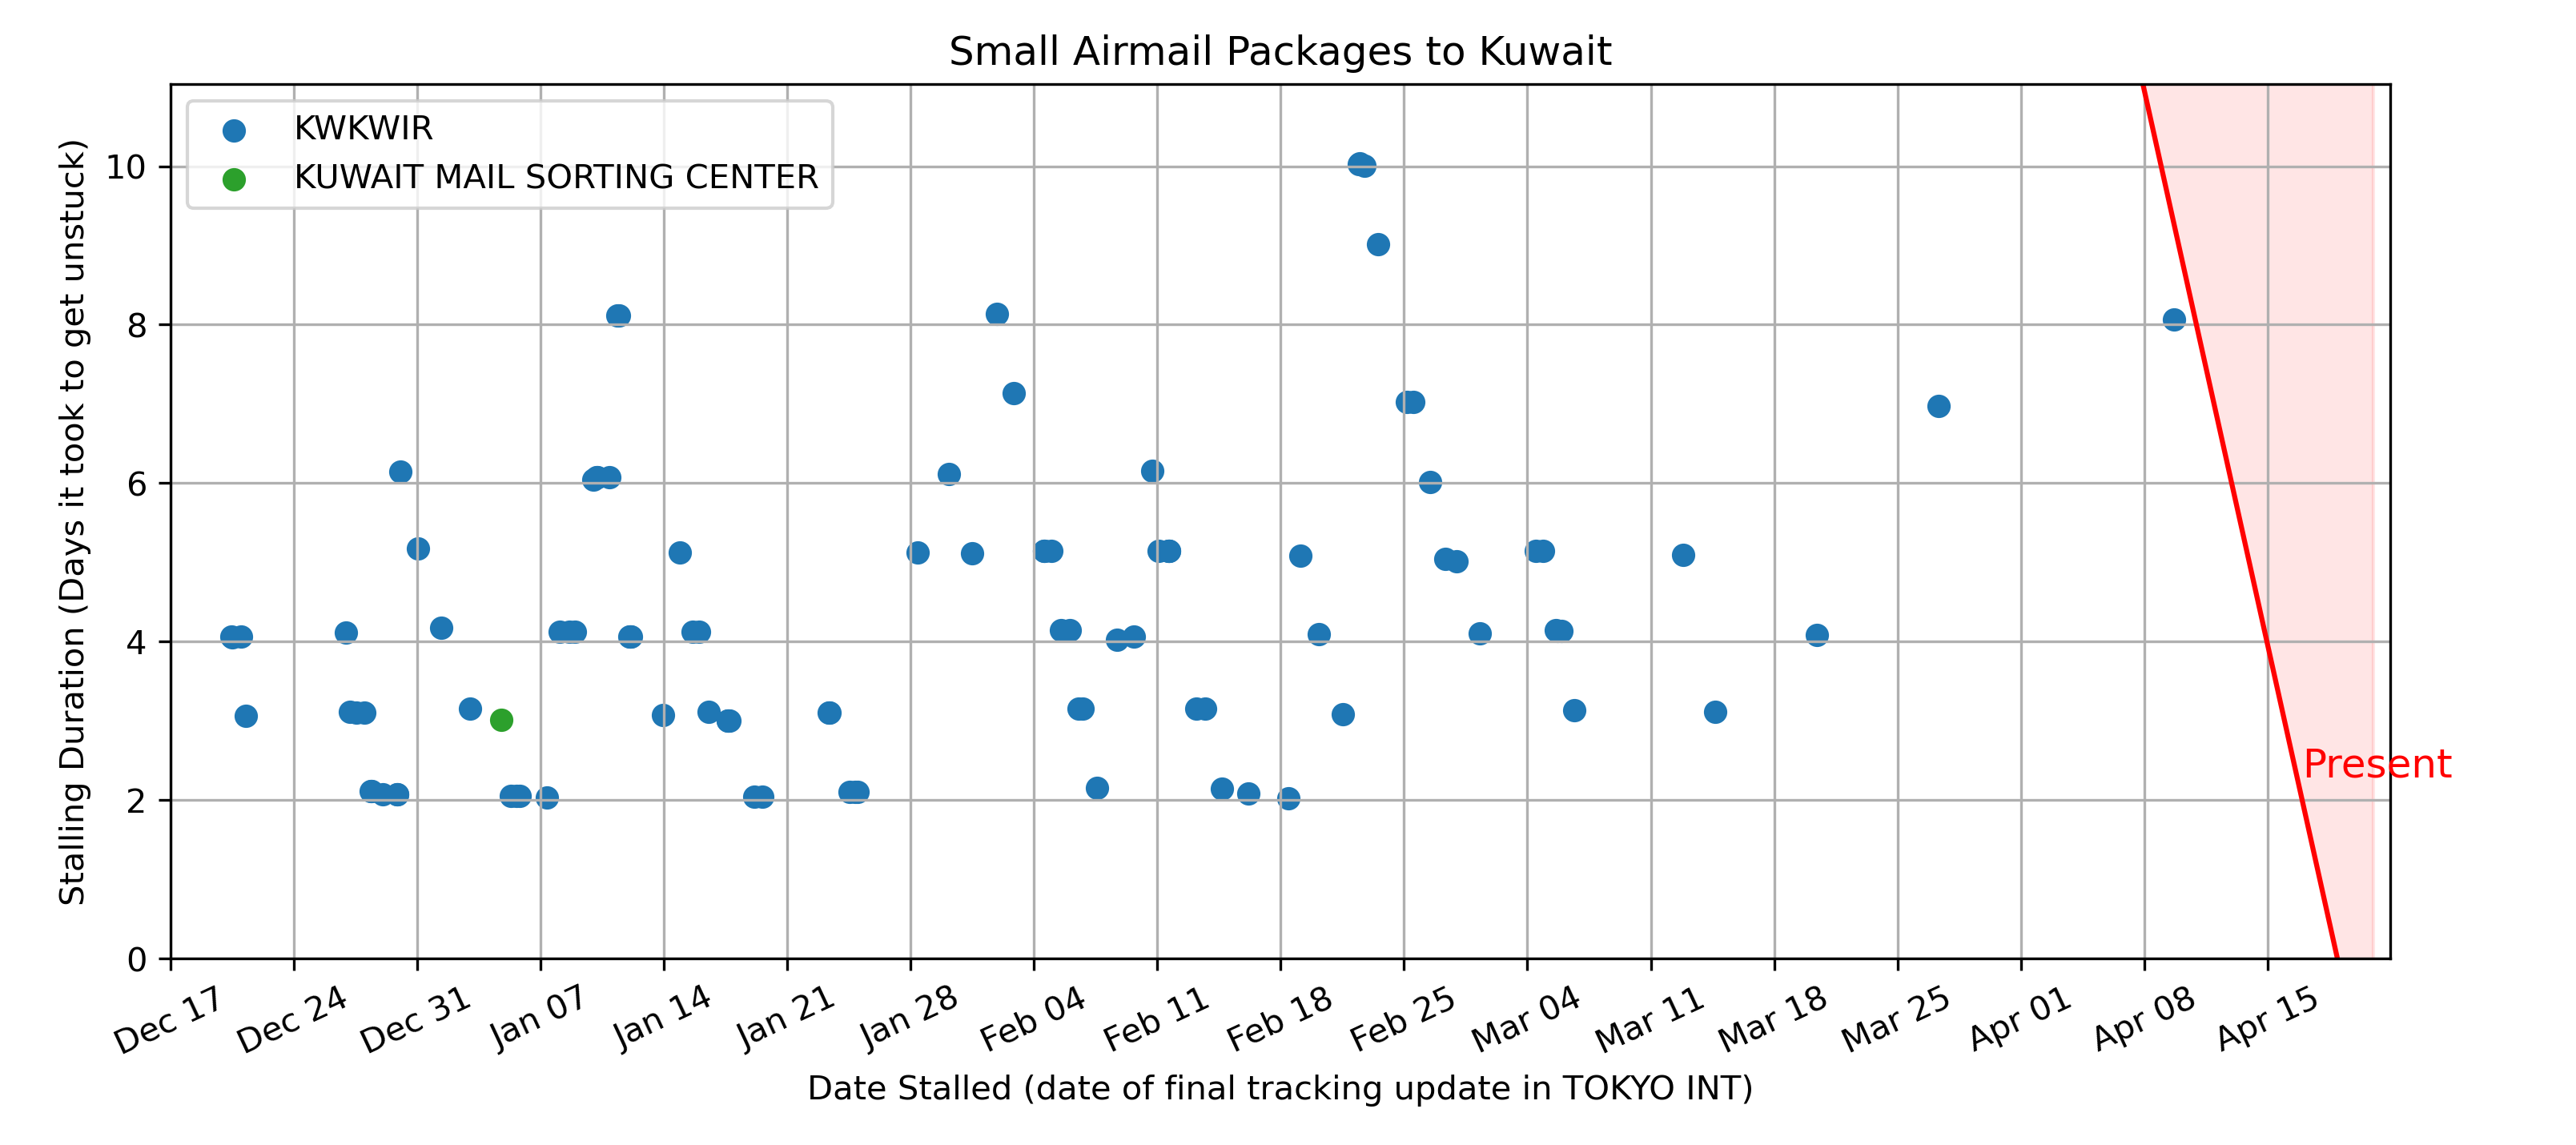 Small Airmail Packages to Kuwait
KWKWIR
KUWAIT MAIL SORTING CENTER
Stalling Duration (Days it took to get unstuck)
10
8
6
4
2
0
Present
Dec 17
Dec 24
Dec 31
Jan 07
Jan 14
Jan 21
Jan 28
Feb 04
Feb 11
Feb 18
Feb 25
Mar 04
Mar 11
Mar 18
Mar 25
Apr 01
Apr 08
Apr 15
Date Stalled (date of final tracking update in TOKYO INT)